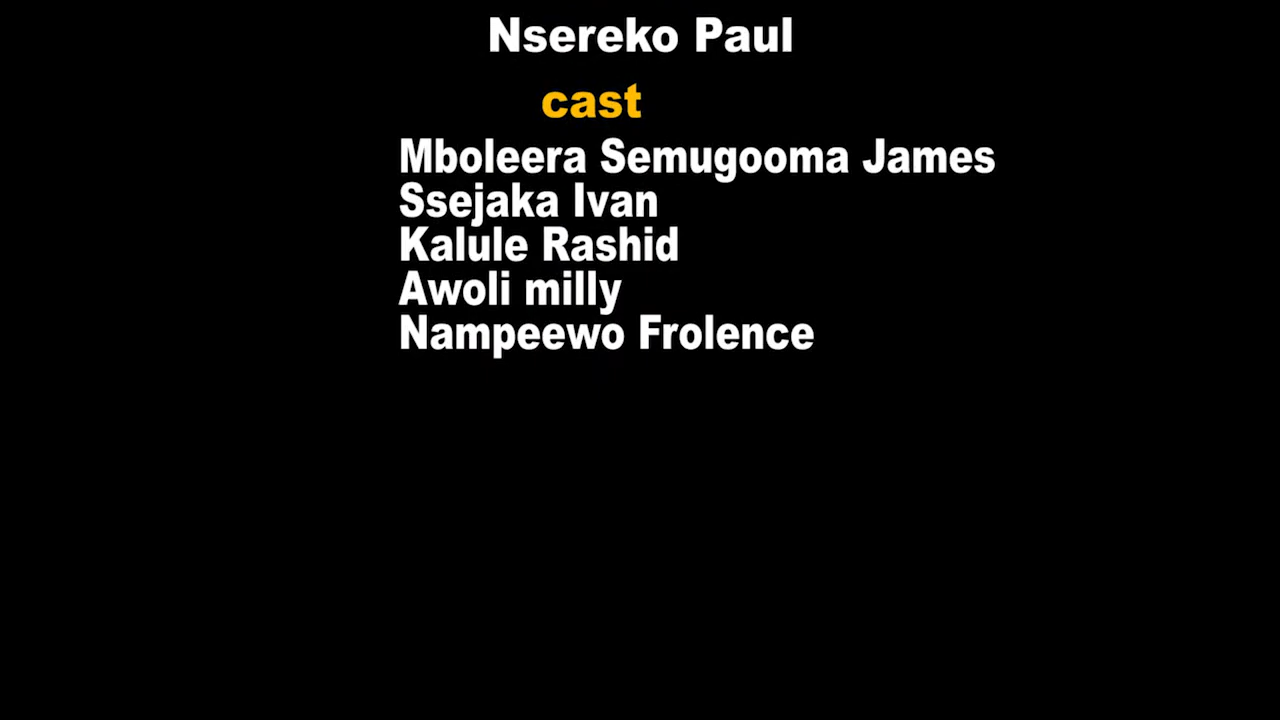 Nsereko Paul
cast
Mboleera Semugooma James
Ssejaka Ivan
Kalule Rashid
Awoli milly
Nampeewo Frolence